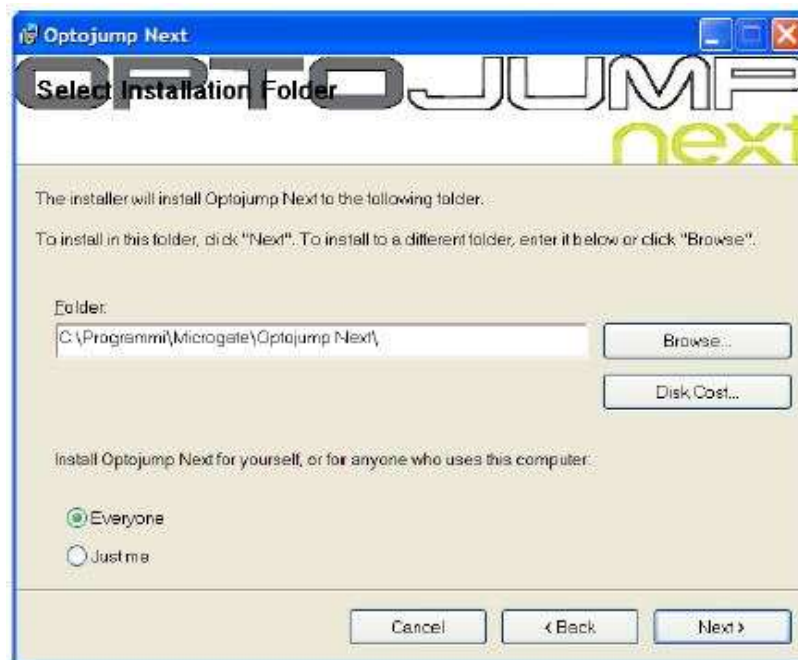 Optojump Next
OPTOJUMP
next
Select Installation Folder
The installer will install Optojump Next to the following folder.
To install in this folder, click "Next". To install to a different folder, enter it below or click "Browse".
Folder:
C:\Programmi\Microgate\Optojump Next\
Browse...
Disk Cost...
Install Optojump Next for yourself, or for anyone who uses this computer:
Everyone
Just me
Cancel
< Back
Next >